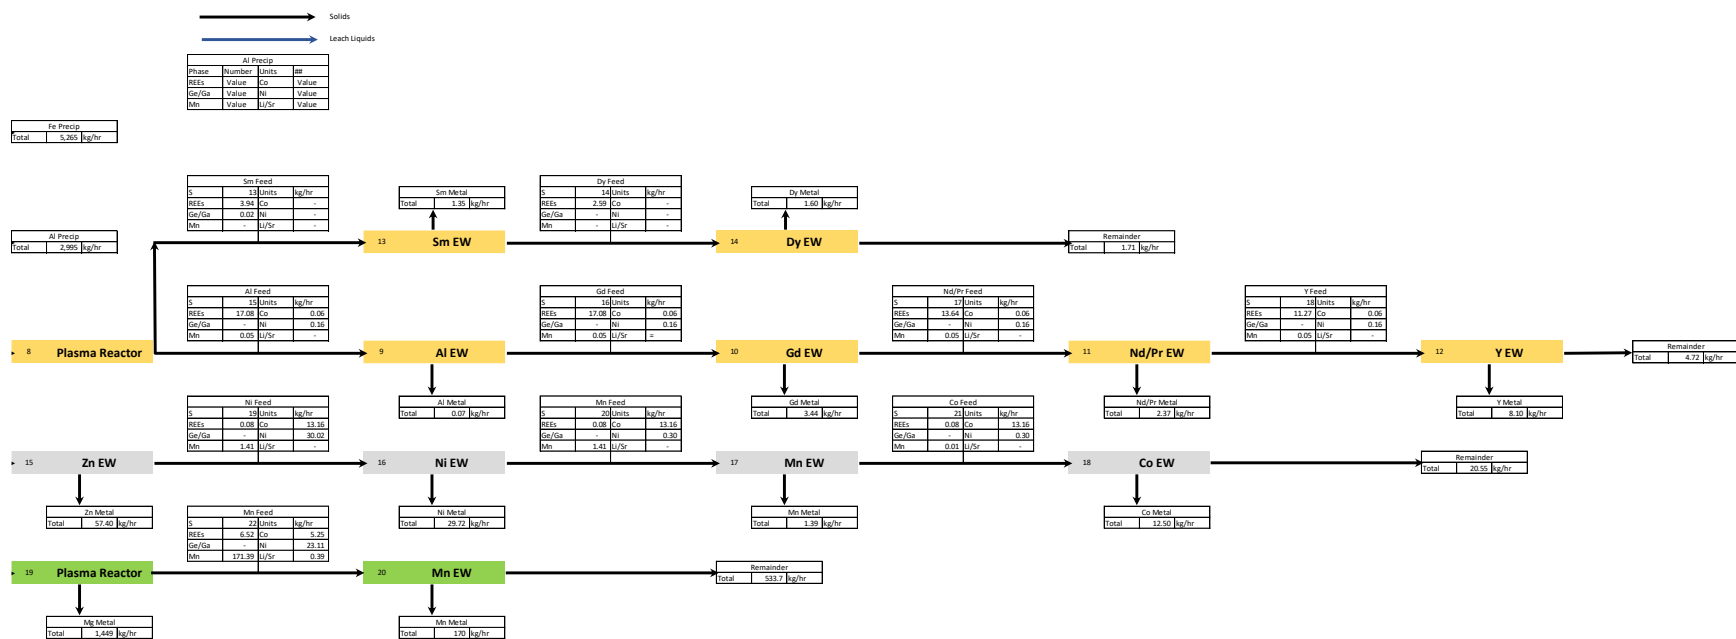 Solids
Leach Liquids
Al Precip
Phase Number Units ##
REEs Value Co Value
Ge/Ga Value Ni Value
Mn Value Li/Sr Value
Fe Precip
Total 5,265 kg/hr
Sm Feed
S 13 Units kg/hr
REEs 3.94 Co -
Ge/Ga 0.02 Ni -
Mn - Li/Sr -
Sm Metal
Total 1.35 kg/hr
Dy Feed
S 14 Units kg/hr
REEs 2.59 Co -
Ge/Ga - Ni -
Mn - Li/Sr -
Dy Metal
Total 1.60 kg/hr
Al Precip
Total 2,995 kg/hr
13 Sm EW
14 Dy EW
Remainder
Total 1.71 kg/hr
Al Feed
S 15 Units kg/hr
REEs 17.08 Co 0.06
Ge/Ga - Ni 0.16
Mn 0.05 Li/Sr -
Gd Feed
S 16 Units kg/hr
REEs 17.08 Co 0.06
Ge/Ga - Ni 0.16
Mn 0.05 Li/Sr =
Nd/Pr Feed
S 17 Units kg/hr
REEs 13.64 Co 0.06
Ge/Ga - Ni 0.16
Mn 0.05 Li/Sr -
Y Feed
S 18 Units kg/hr
REEs 11.27 Co 0.06
Ge/Ga - Ni 0.16
Mn 0.05 Li/Sr -
8 Plasma Reactor
9 Al EW
10 Gd EW
11 Nd/Pr EW
12 Y EW
Remainder
Total 4.72 kg/hr
Al Metal
Total 0.07 kg/hr
Gd Metal
Total 3.44 kg/hr
Nd/Pr Metal
Total 2.37 kg/hr
Y Metal
Total 8.10 kg/hr
Ni Feed
S 19 Units kg/hr
REEs 0.08 Co 13.16
Ge/Ga - Ni 30.02
Mn 1.41 Li/Sr -
Mn Feed
S 20 Units kg/hr
REEs 0.08 Co 13.16
Ge/Ga - Ni 0.30
Mn 1.41 Li/Sr -
Co Feed
S 21 Units kg/hr
REEs 0.08 Co 13.16
Ge/Ga - Ni 0.30
Mn 0.01 Li/Sr -
15 Zn EW
16 Ni EW
17 Mn EW
18 Co EW
Remainder
Total 20.55 kg/hr
Zn Metal
Total 57.40 kg/hr
Ni Metal
Total 29.72 kg/hr
Mn Metal
Total 1.39 kg/hr
Co Metal
Total 12.50 kg/hr
Mn Feed
S 22 Units kg/hr
REEs 6.52 Co 5.25
Ge/Ga - Ni 23.11
Mn 171.39 Li/Sr 0.39
19 Plasma Reactor
20 Mn EW
Remainder
Total 533.7 kg/hr
Mg Metal
Total 1,449 kg/hr
Mn Metal
Total 170 kg/hr